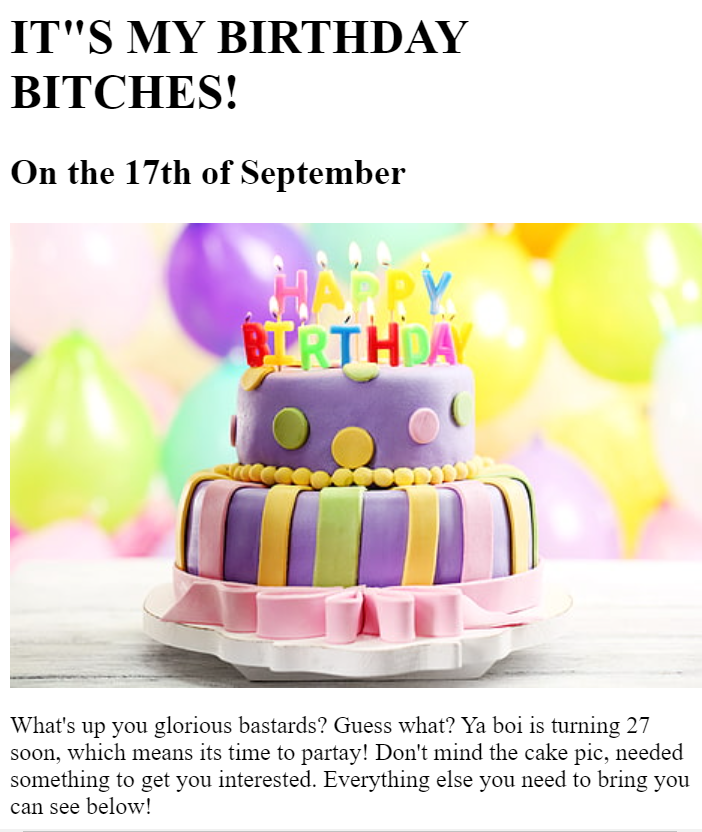 IT"S MY BIRTHDAY
BITCHES!
On the 17th of September
HAPPY
BIRTHDAY
What's up you glorious bastards? Guess what? Ya boi is turning 27
soon, which means its time to partay! Don't mind the cake pic, needed
something to get you interested. Everything else you need to bring you
can see below!